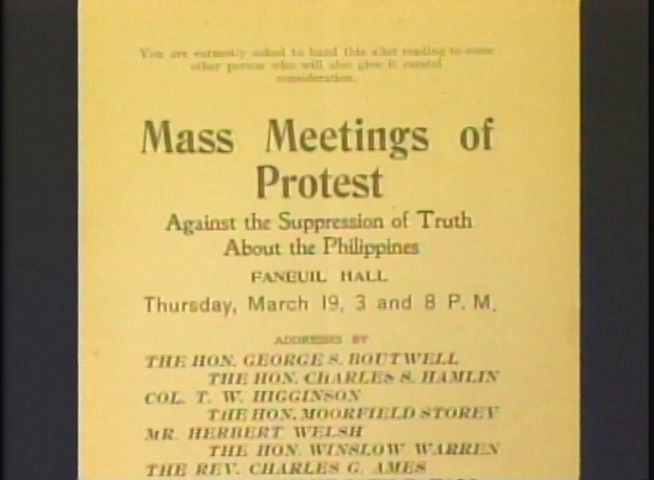 You are earnestly asked to hand this after reading to some
other person who will also give it careful
consideration.
Mass Meetings of
Protest
Against the Suppression of Truth
About the Philippines
FANEUIL HALL
Thursday, March 19, 3 and 8 P. M.
ADDRESSES BY
THE HON. GEORGE S. BOUTWELL
THE HON. CHARLES S. HAMLIN
COL. T. W. HIGGINSON
THE HON. MOORFIELD STOREY
MR. HERBERT WELSH
THE HON. WINSLOW WARREN
THE REV. CHARLES G. AMES